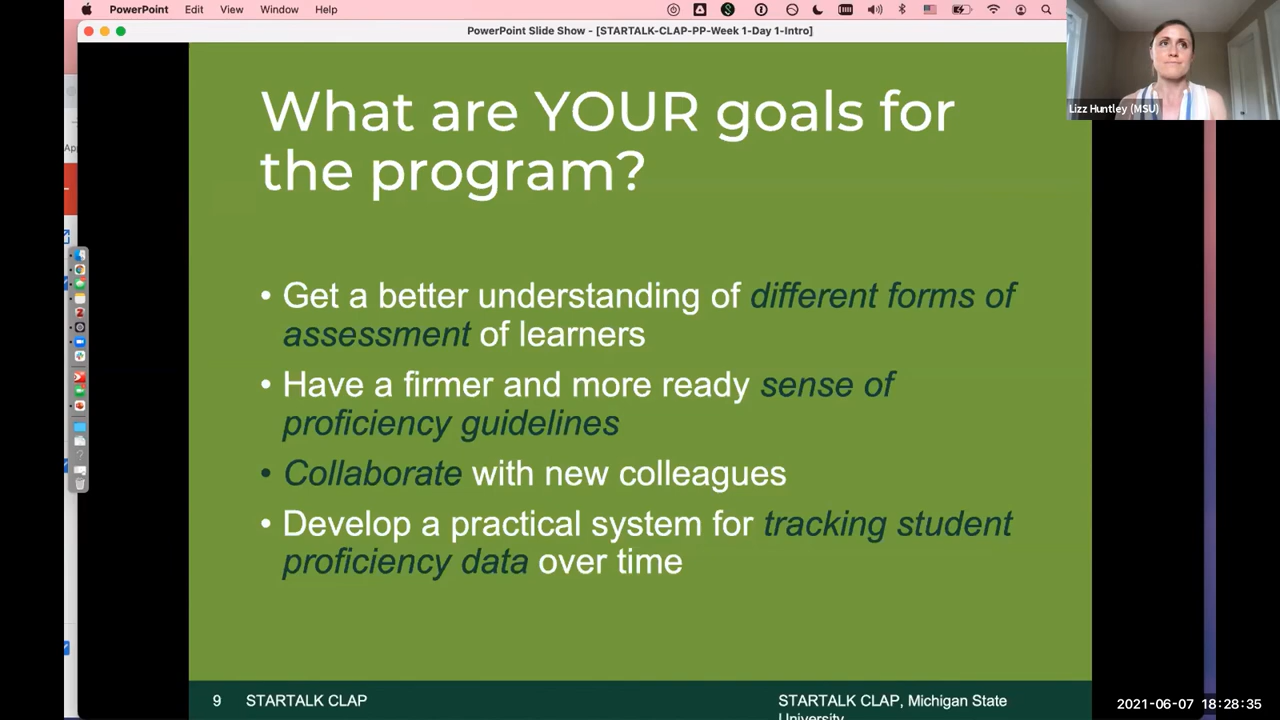 PowerPoint Edit View Window Help
PowerPoint Slide Show - [STARTALK-CLAP-PP-Week 1-Day 1-Intro]
Lizz Huntley (MSU)
What are YOUR goals for
the program?
• Get a better understanding of different forms of
assessment of learners
• Have a firmer and more ready sense of
proficiency guidelines
• Collaborate with new colleagues
• Develop a practical system for tracking student
proficiency data over time
9 STARTALK CLAP
STARTALK CLAP, Michigan State
University
2021-06-07 18:28:35